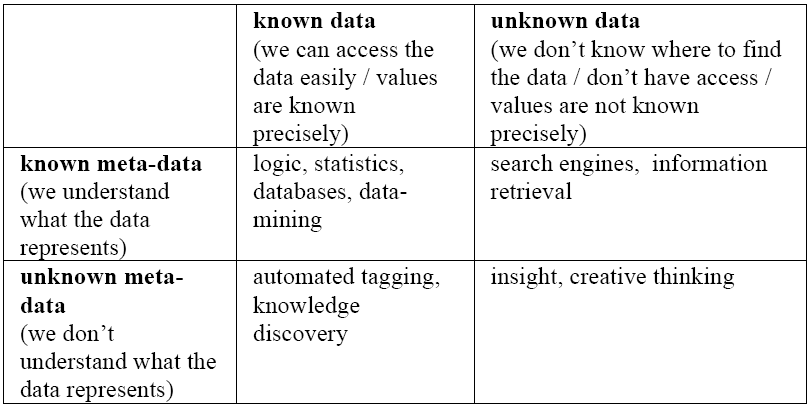 known data
(we can access the
data easily / values
are known
precisely)
unknown data
(we don't know where to find
the data / don't have access /
values are not known
precisely)
known meta-data
(we understand
what the data
represents)
logic, statistics,
databases, data-
mining
search engines,  information
retrieval
unknown meta-
data
(we don't
understand what the
data represents)
automated tagging,
knowledge
discovery
insight, creative thinking